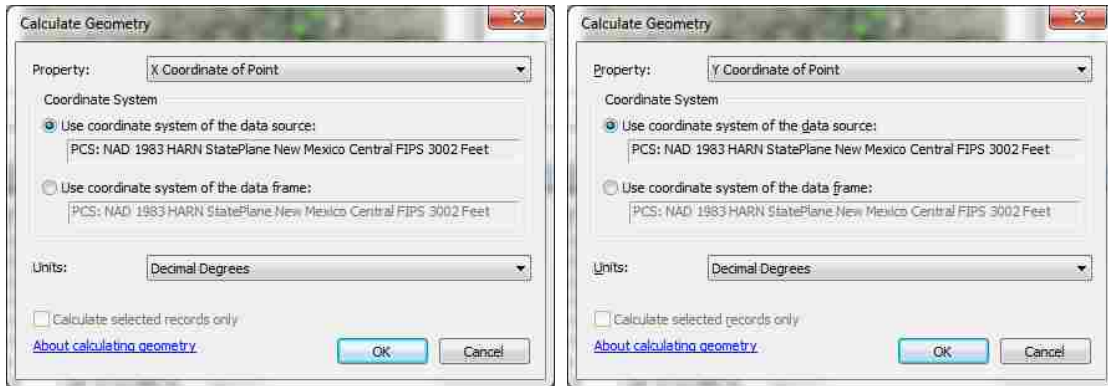 Calculate Geometry
Property:
X Coordinate of Point
Coordinate System
Use coordinate system of the data source:
PCS: NAD 1983 HARN StatePlane New Mexico Central FIPS 3002 Feet
Use coordinate system of the data frame:
PCS: NAD 1983 HARN StatePlane New Mexico Central FIPS 3002 Feet
Units:
Decimal Degrees
Calculate selected records only
About calculating geometry
OK
Cancel
Calculate Geometry
Property:
Y Coordinate of Point
Coordinate System
Use coordinate system of the data source:
PCS: NAD 1983 HARN StatePlane New Mexico Central FIPS 3002 Feet
Use coordinate system of the data frame:
PCS: NAD 1983 HARN StatePlane New Mexico Central FIPS 3002 Feet
Units:
Decimal Degrees
Calculate selected records only
About calculating geometry
OK
Cancel